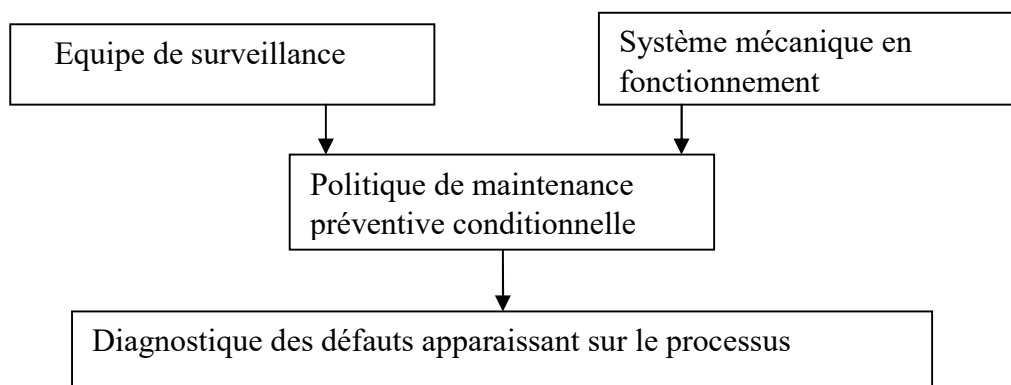 Equipe de surveillance
Système mécanique en
fonctionnement
Politique de maintenance
préventive conditionnelle
Diagnostique des défauts apparaissant sur le processus